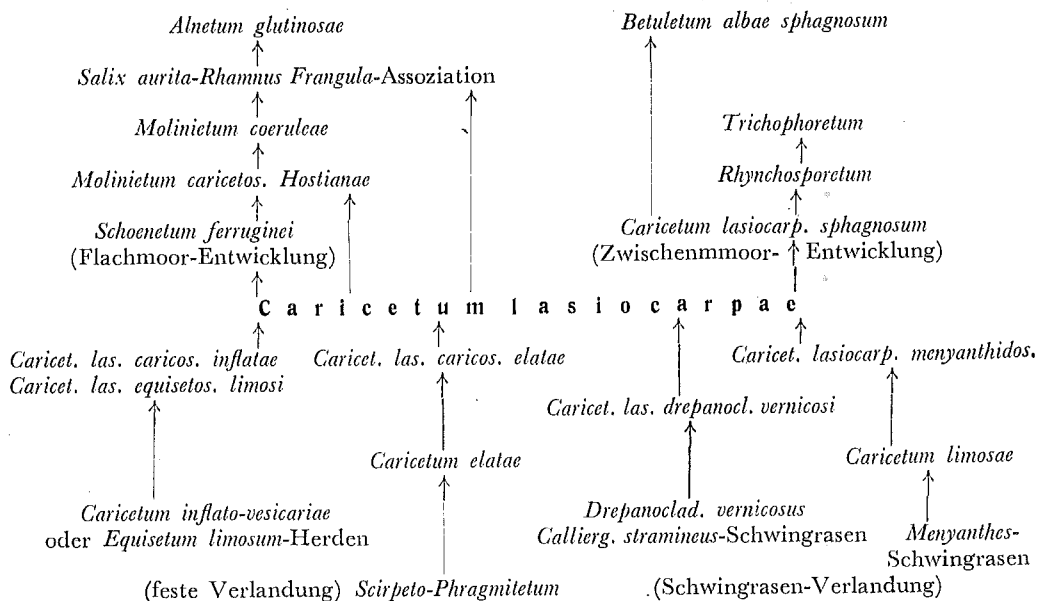 Alnetum glutinosae
Betuletum albae sphagnosum
Salix aurita-Rhamnus Frangula-Assoziation
Molinietum coeruleae
Trichophoretum
Molinietum caricetos. Hostianae
Rhynchosporetum
Schoenetum ferruginei
Caricetum lasiocarp. sphagnosum
(Flachmoor-Entwicklung)
(Zwischenmmoor- Entwicklung)
Caricetum lasiocarpae
Caricet. las. caricos. inflatae
Caricet. las. caricos. elatae
Caricet. lasiocarp. menyanthidos.
Caricet. las. equisetos. limosi
Caricet. las. drepanocl. vernicosi
Caricetum elatae
Caricetum limosae
Caricetum inflato-vesicariae
Drepanoclad. vernicosus
oder Equisetum limosum-Herden
Callierg. stramineus-Schwingrasen
Menyanthes-
Schwingrasen
(feste Verlandung) Scirpeto-Phragmitetum
(Schwingrasen-Verlandung)